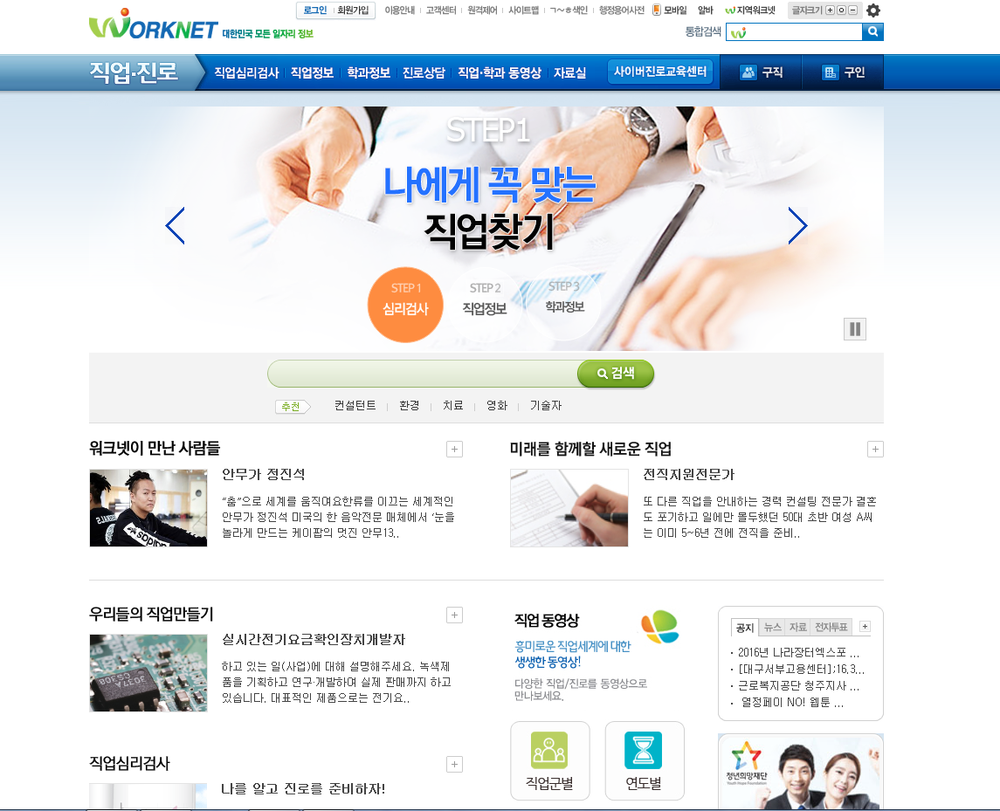 로그인 회원가입 이용안내 고객센터 원격제어 사이트맵 ㄱ~ㅎ색인 행정용어사전 모바일 알바 지역워크넷 글자크기
WORKNET 대한민국 모든 일자리 정보
통합검색
직업·진로 직업심리검사 직업정보 학과정보 진로상담 직업·학과 동영상 자료실 사이버진로교육센터 구직 구인
STEP1
나에게 꼭 맞는
직업찾기
STEP 1 STEP 2 STEP 3
심리검사 직업정보 학과정보
검색
추천 컨설턴트 환경 치료 영화 기술자
워크넷이 만난 사람들
안무가 정진석
“춤”으로 세계를 움직여요한류를 이끄는 세계적인
안무가 정진석 미국의 한 음악전문 매체에서 ‘눈을
놀라게 만드는 케이팝의 멋진 안무13..
미래를 함께할 새로운 직업
전직지원전문가
또 다른 직업을 안내하는 경력 컨설팅 전문가 결혼
도 포기하고 일에만 몰두했던 50대 초반 여성 A씨
는 이미 5~6년 전에 전직을 준비..
우리들의 직업만들기
실시간전기요금확인장치개발자
하고 있는 일(사업)에 대해 설명해주세요. 녹색제
품을 기획하고 연구·개발하여 실제 판매까지 하고
있습니다. 대표적인 제품으로는 전기요..
직업 동영상
흥미로운 직업세계에 대한
생생한 동영상!
다양한 직업/진로를 동영상으로
만나보세요.
직업군별 연도별
공지 뉴스 자료 전자투표
2016년 나라장터엑스포 ...
[대구서부고용센터];16.3...
근로복지공단 청주지사 ...
열정페이 NO! 웹툰 ...
청년희망재단
Youth Hope Foundation
직업심리검사
나를 알고 진로를 준비하자!